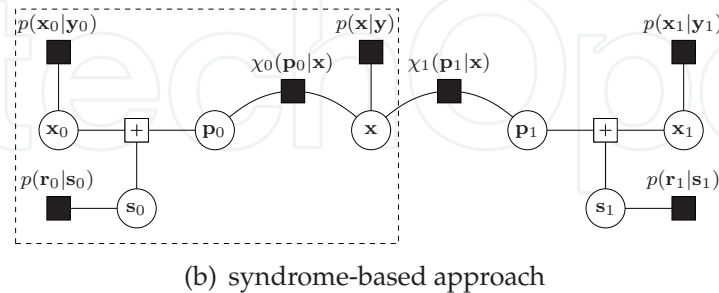 p(x₀|y₀) p(x|y) p(x₁|y₁)
χ₀(p₀|x) χ₁(p₁|x)
x₀ + p₀ x p₁ + x₁
p(r₀|s₀) p(r₁|s₁)
s₀ s₁
(b) syndrome-based approach